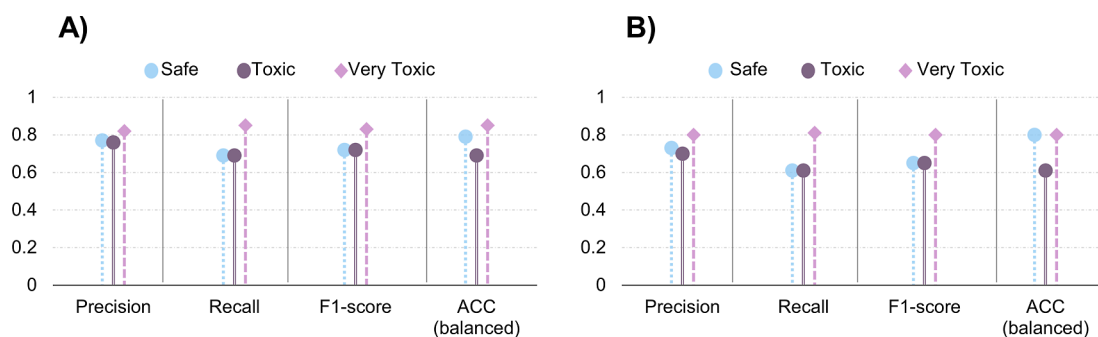 A)
Safe Toxic Very Toxic
1
0.8
0.6
0.4
0.2
0
Precision Recall F1-score ACC
(balanced)
B)
Safe Toxic Very Toxic
1
0.8
0.6
0.4
0.2
0
Precision Recall F1-score ACC
(balanced)